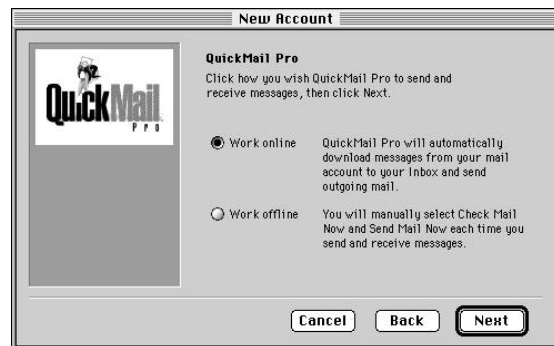 New Account
QuickMail
Pro
QuickMail Pro
Click how you wish QuickMail Pro to send and
receive messages, then click Next.
Work online
QuickMail Pro will automatically
download messages from your mail
account to your Inbox and send
outgoing mail.
Work offline
You will manually select Check Mail
Now and Send Mail Now each time you
send and receive messages.
Cancel
Back
Next